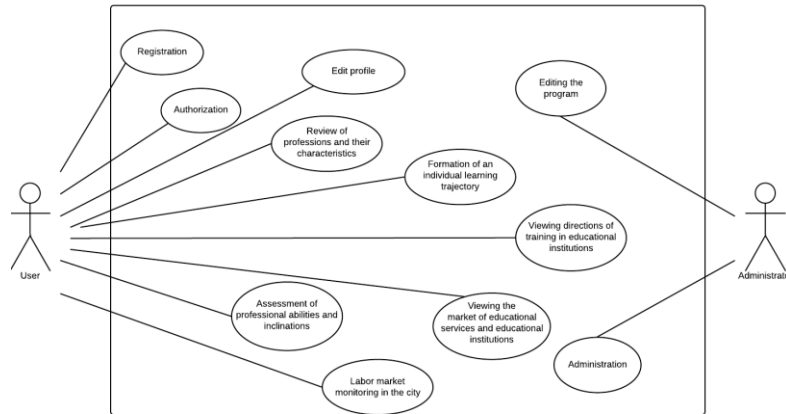 Registration
Edit profile
Editing the
program
Authorization
Review of
professions and their
characteristics
Formation of an
individual learning
trajectory
Viewing directions of
training in educational
institutions
User
Administrato
Assessment of
professional abilities and
inclinations
Viewing the
market of educational
services and educational
institutions
Administration
Labor market
monitoring in the city